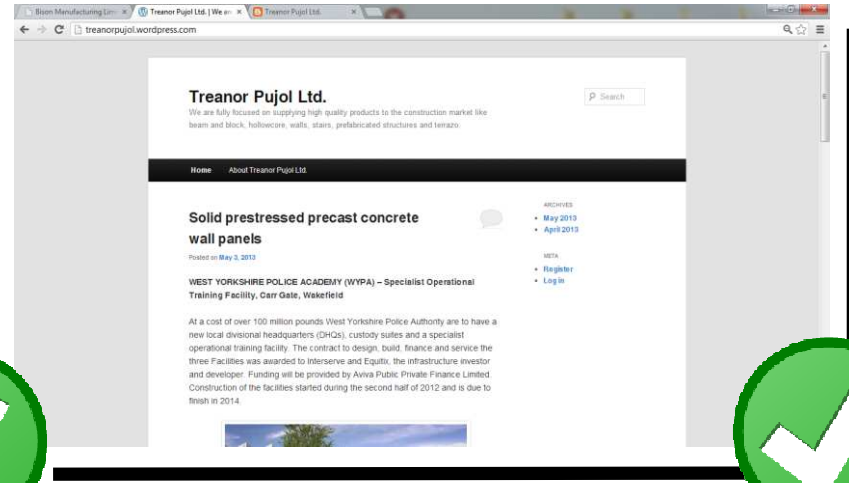 Bison Manufacturing Lim
Treanor Pujol Ltd. | We are
Treanor Pujol Ltd.
treanorpujol.wordpress.com
Treanor Pujol Ltd.
Search
We are fully focused on supplying high quality products to the construction market like
beam and block, hollowcore, walls, stairs, prefabricated structures and terrazo.
Home About Treanor Pujol Ltd.
Solid prestressed precast concrete
wall panels
Posted on May 3, 2013
WEST YORKSHIRE POLICE ACADEMY (WYPA) – Specialist Operational
Training Facility, Carr Gate, Wakefield
At a cost of over 100 million pounds West Yorkshire Police Authority are to have a
new local divisional headquarters (DHQs), custody suites and a specialist
operational training facility. The contract to design, build, finance and service the
three Facilities was awarded to Interserve and Equitix, the infrastructure investor
and developer. Funding will be provided by Aviva Public Private Finance Limited.
Construction of the facilities started during the second half of 2012 and is due to
finish in 2014.
ARCHIVES
May 2013
April 2013
META
Register
Log in